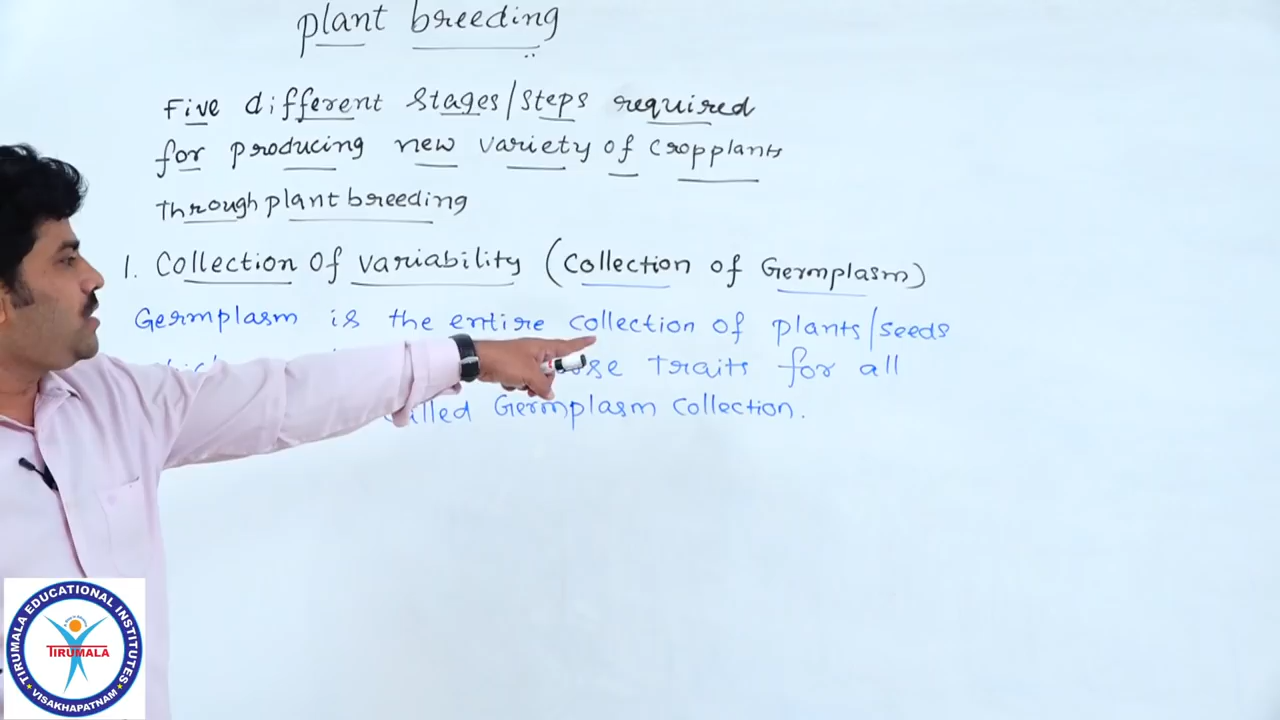 plant breeding
Five different stages/steps required
for producing new variety of cropplants
through plant breeding
1. Collection of variability (Collection of Germplasm)
Germplasm is the entire collection of plants/seeds
traits for all
Germplasm collection.
TIRUMALA EDUCATIONAL INSTITUTES
TIRUMALA
VISAKHAPATNAM